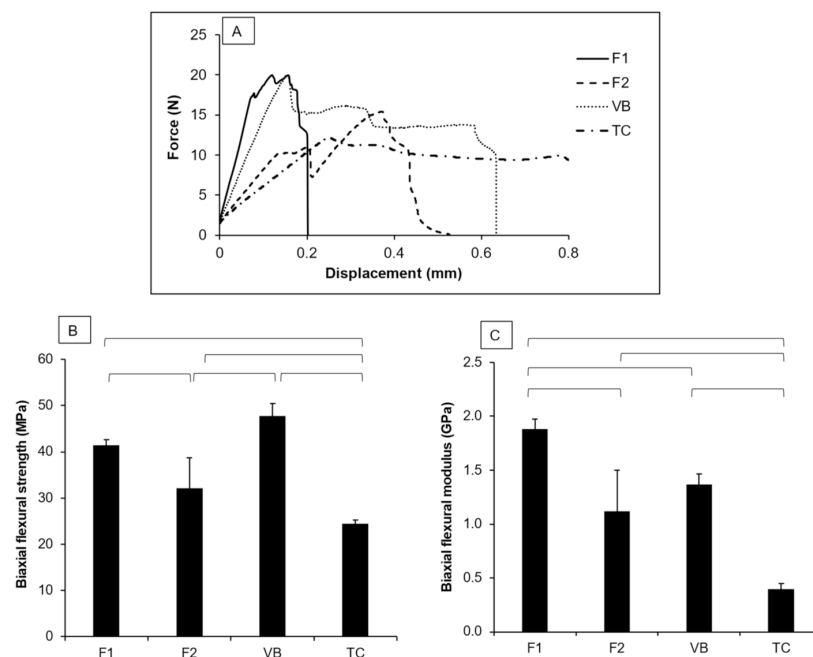 A
Force (N)
25
20
15
10
5
0
0
0.2
0.4
0.6
0.8
Displacement (mm)
F1
F2
VB
TC
B
Biaxial flexural strength (MPa)
60
50
40
30
20
10
0
F1
F2
VB
TC
C
Biaxial flexural modulus (GPa)
2.5
2.0
1.5
1.0
0.5
0.0
F1
F2
VB
TC